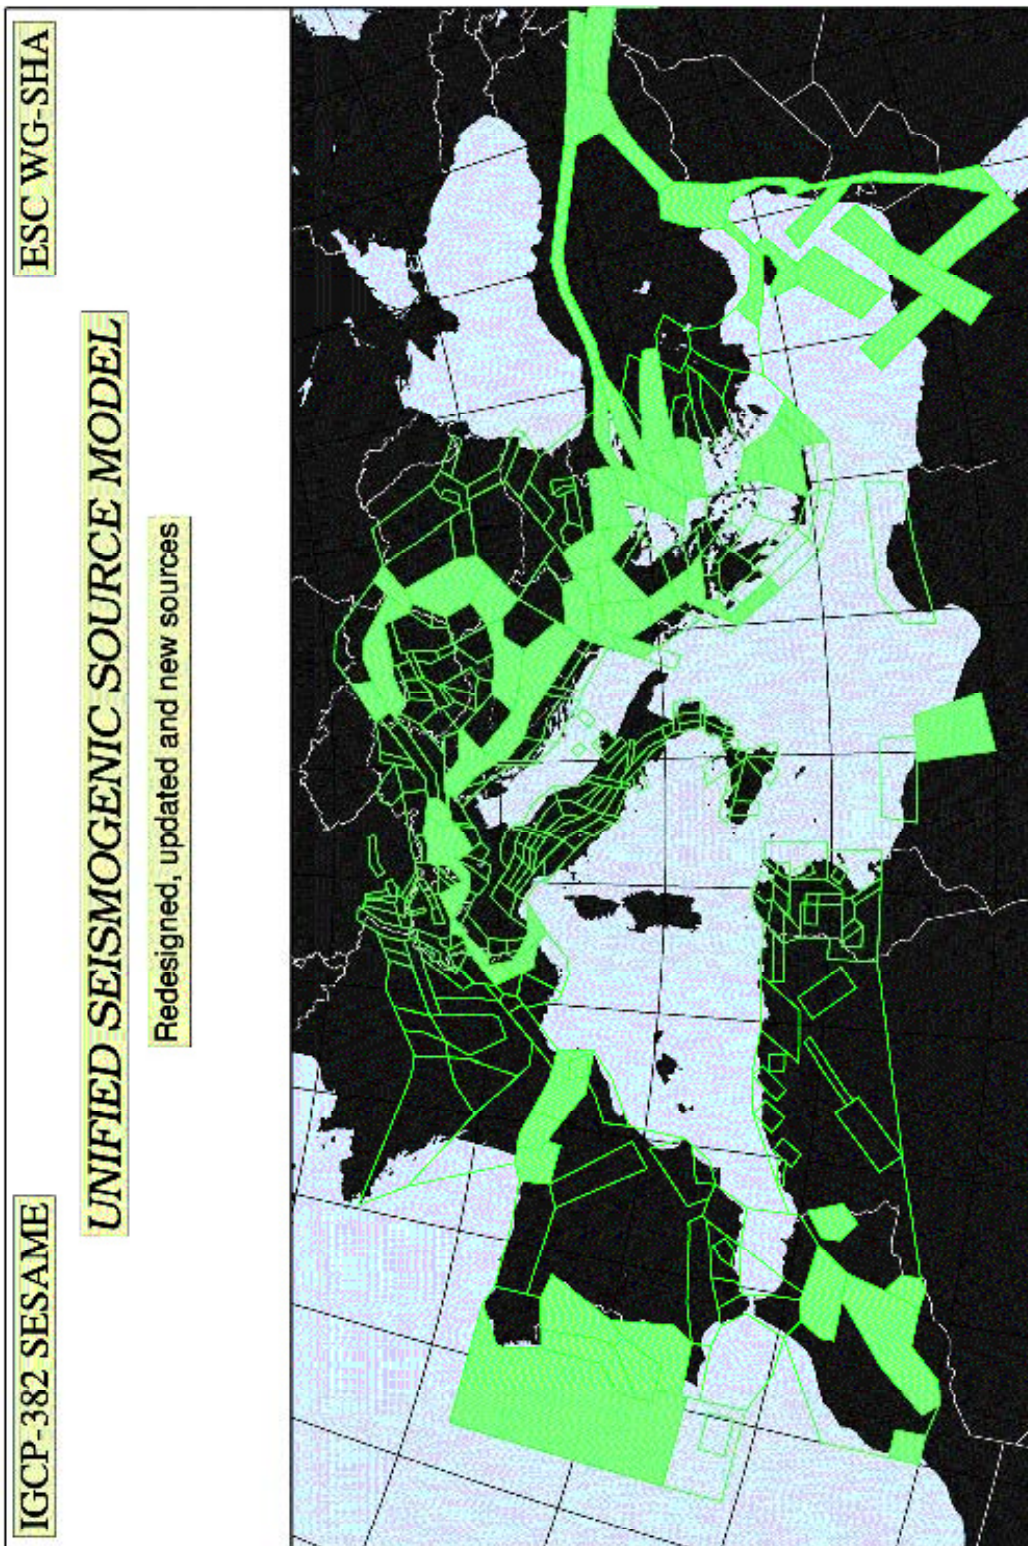 IGCP-382 SESAME
ESC WG-SHA
UNIFIED SEISMOGENIC SOURCE MODEL
Redesigned, updated and new sources